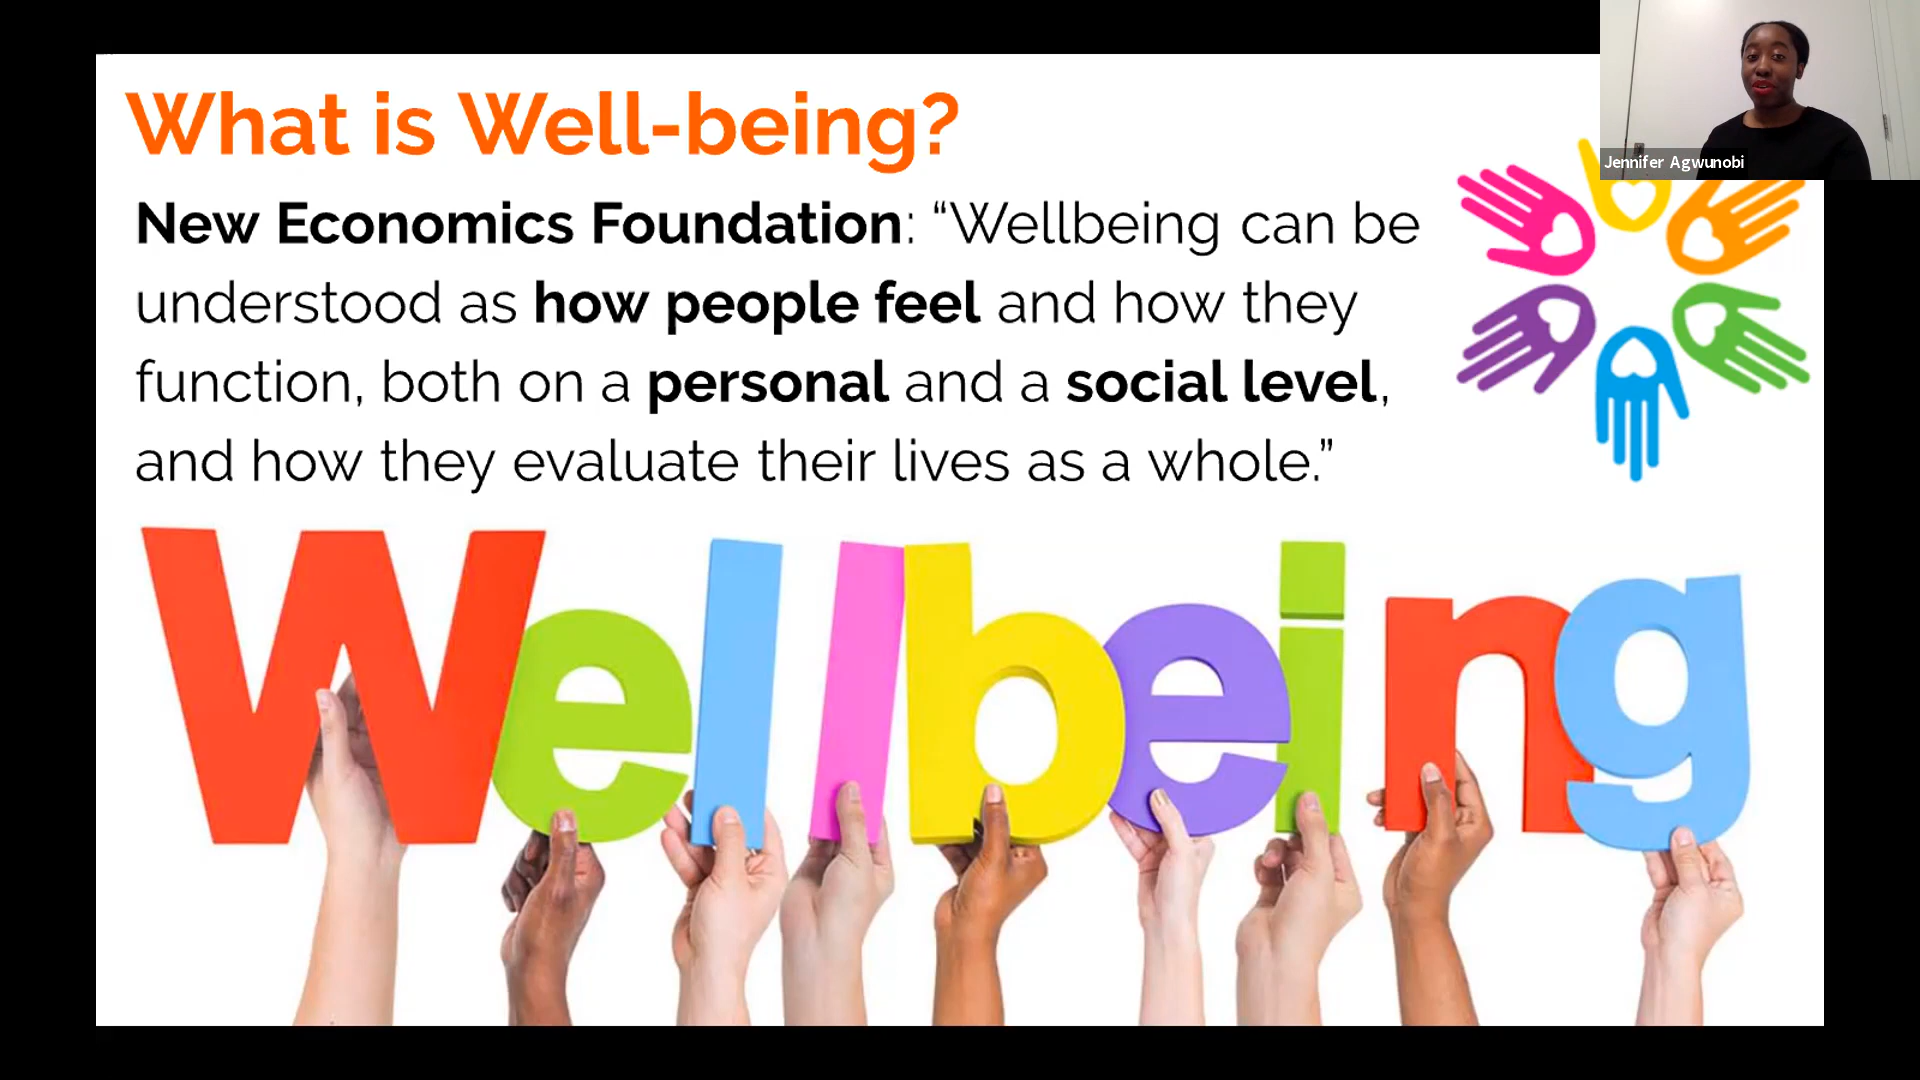 What is Well-being?
New Economics Foundation: “Wellbeing can be
understood as how people feel and how they
function, both on a personal and a social level,
and how they evaluate their lives as a whole.”
Wellbeing
Jennifer Agwunobi